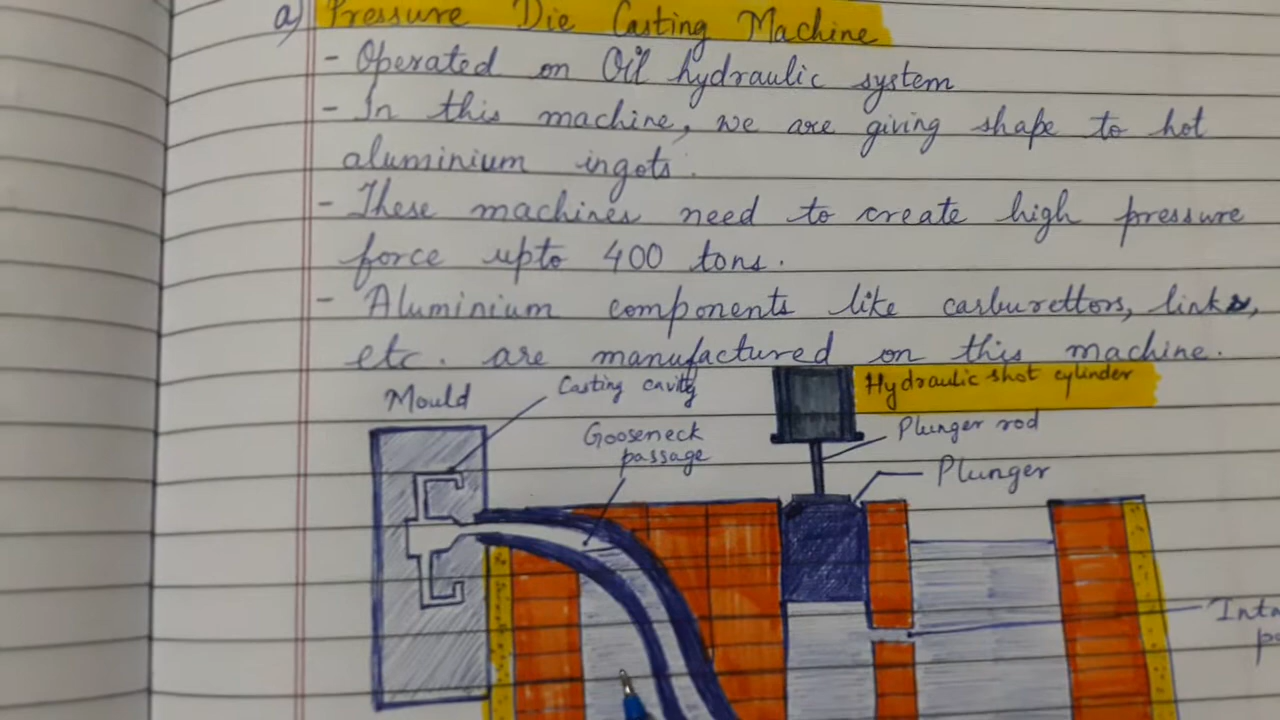 a) Pressure Die Casting Machine
- Operated on Oil hydraulic system
- In this machine, we are giving shape to hot
aluminium ingots.
- These machines need to create high pressure
force upto 400 tons.
- Aluminium components like carburettors, links,
etc. are manufactured on this machine.
Mould
Casting cavity
Hydraulic shot cylinder
Gooseneck
passage
Plunger rod
Plunger